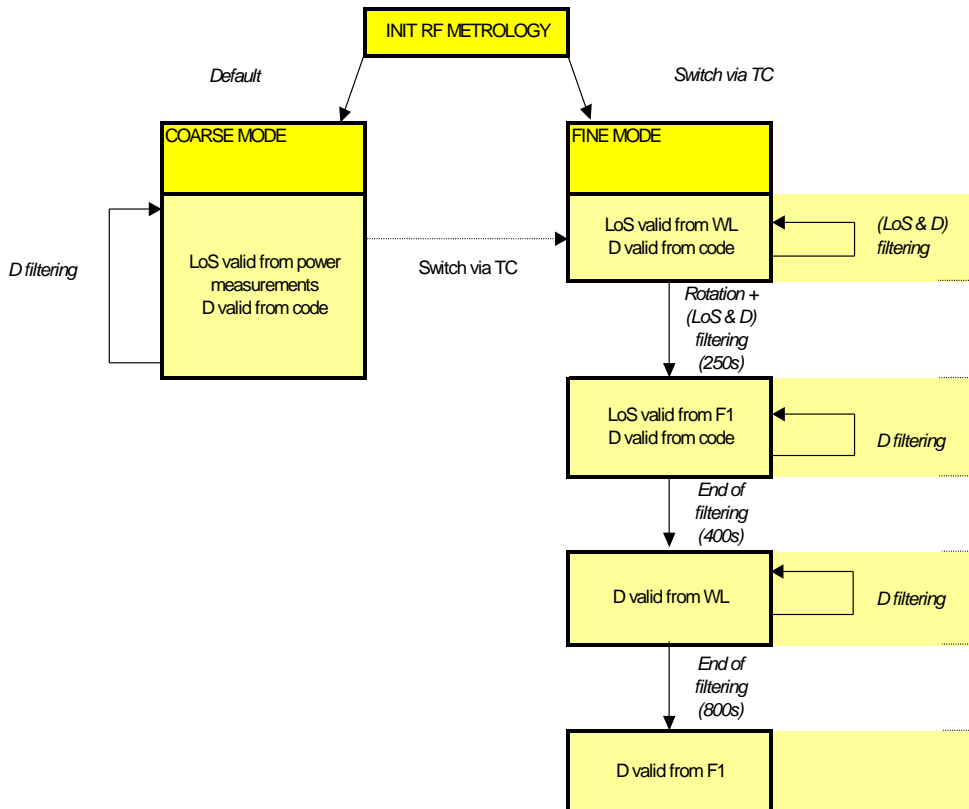 INIT RF METROLOGY
Default
Switch via TC
COARSE MODE
FINE MODE
D filtering
LoS valid from power
measurements
D valid from code
Switch via TC
LoS valid from WL
D valid from code
(LoS & D)
filtering
Rotation +
(LoS & D)
filtering
(250s)
LoS valid from F1
D valid from code
D filtering
End of
filtering
(400s)
D valid from WL
D filtering
End of
filtering
(800s)
D valid from F1